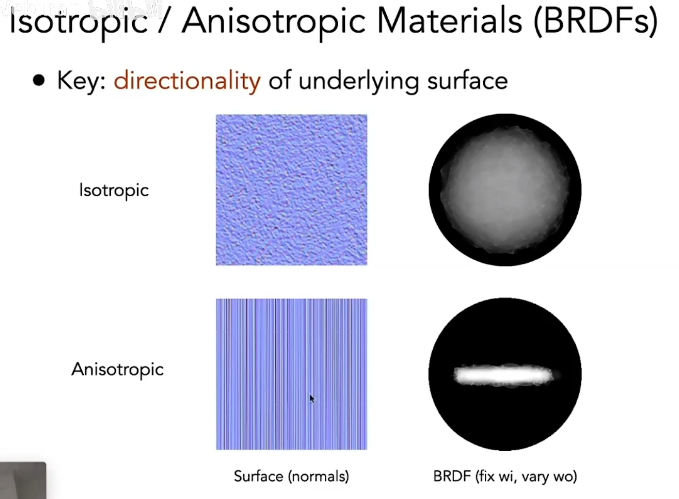 Isotropic / Anisotropic Materials (BRDFs)
• Key: directionality of underlying surface
Isotropic
Anisotropic
Surface (normals)
BRDF (fix wi, vary wo)